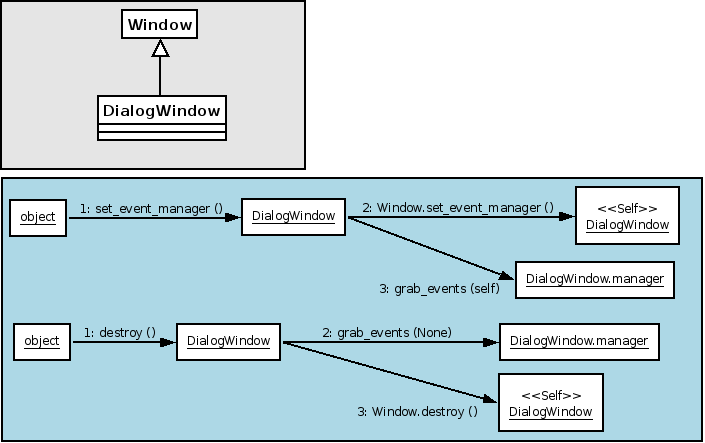 Window
DialogWindow
1: set_event_manager ()
2: Window.set_event_manager ()
<<Self>>
DialogWindow
object
DialogWindow
3: grab_events (self)
DialogWindow.manager
1: destroy ()
2: grab_events (None)
object
DialogWindow
DialogWindow.manager
3: Window.destroy ()
<<Self>>
DialogWindow